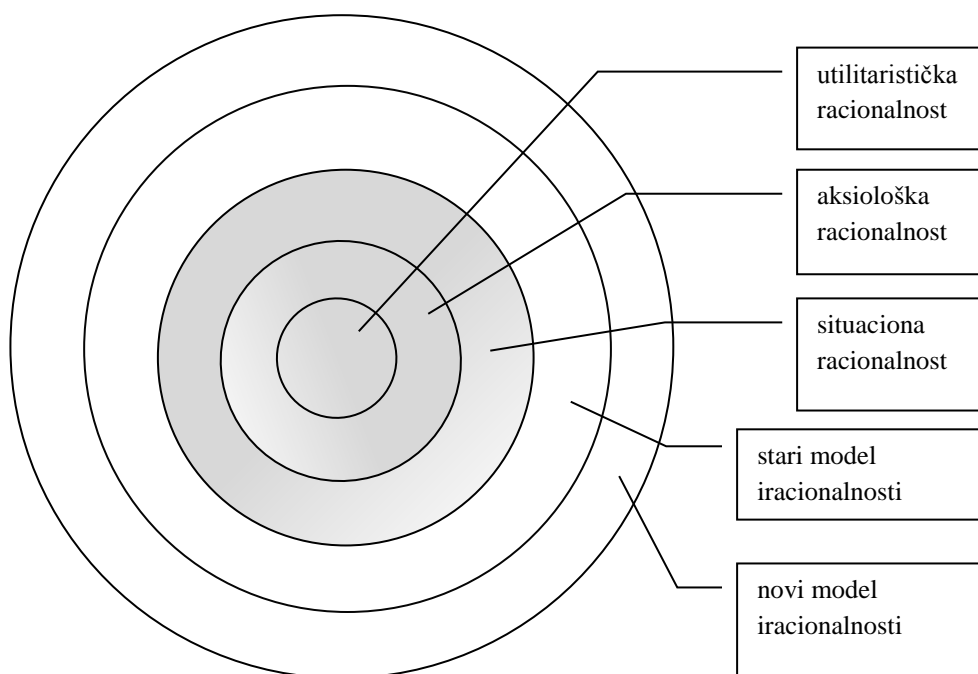 utilitaristička
racionalnost
aksiološka
racionalnost
situaciona
racionalnost
stari model
iracionalnosti
novi model
iracionalnosti